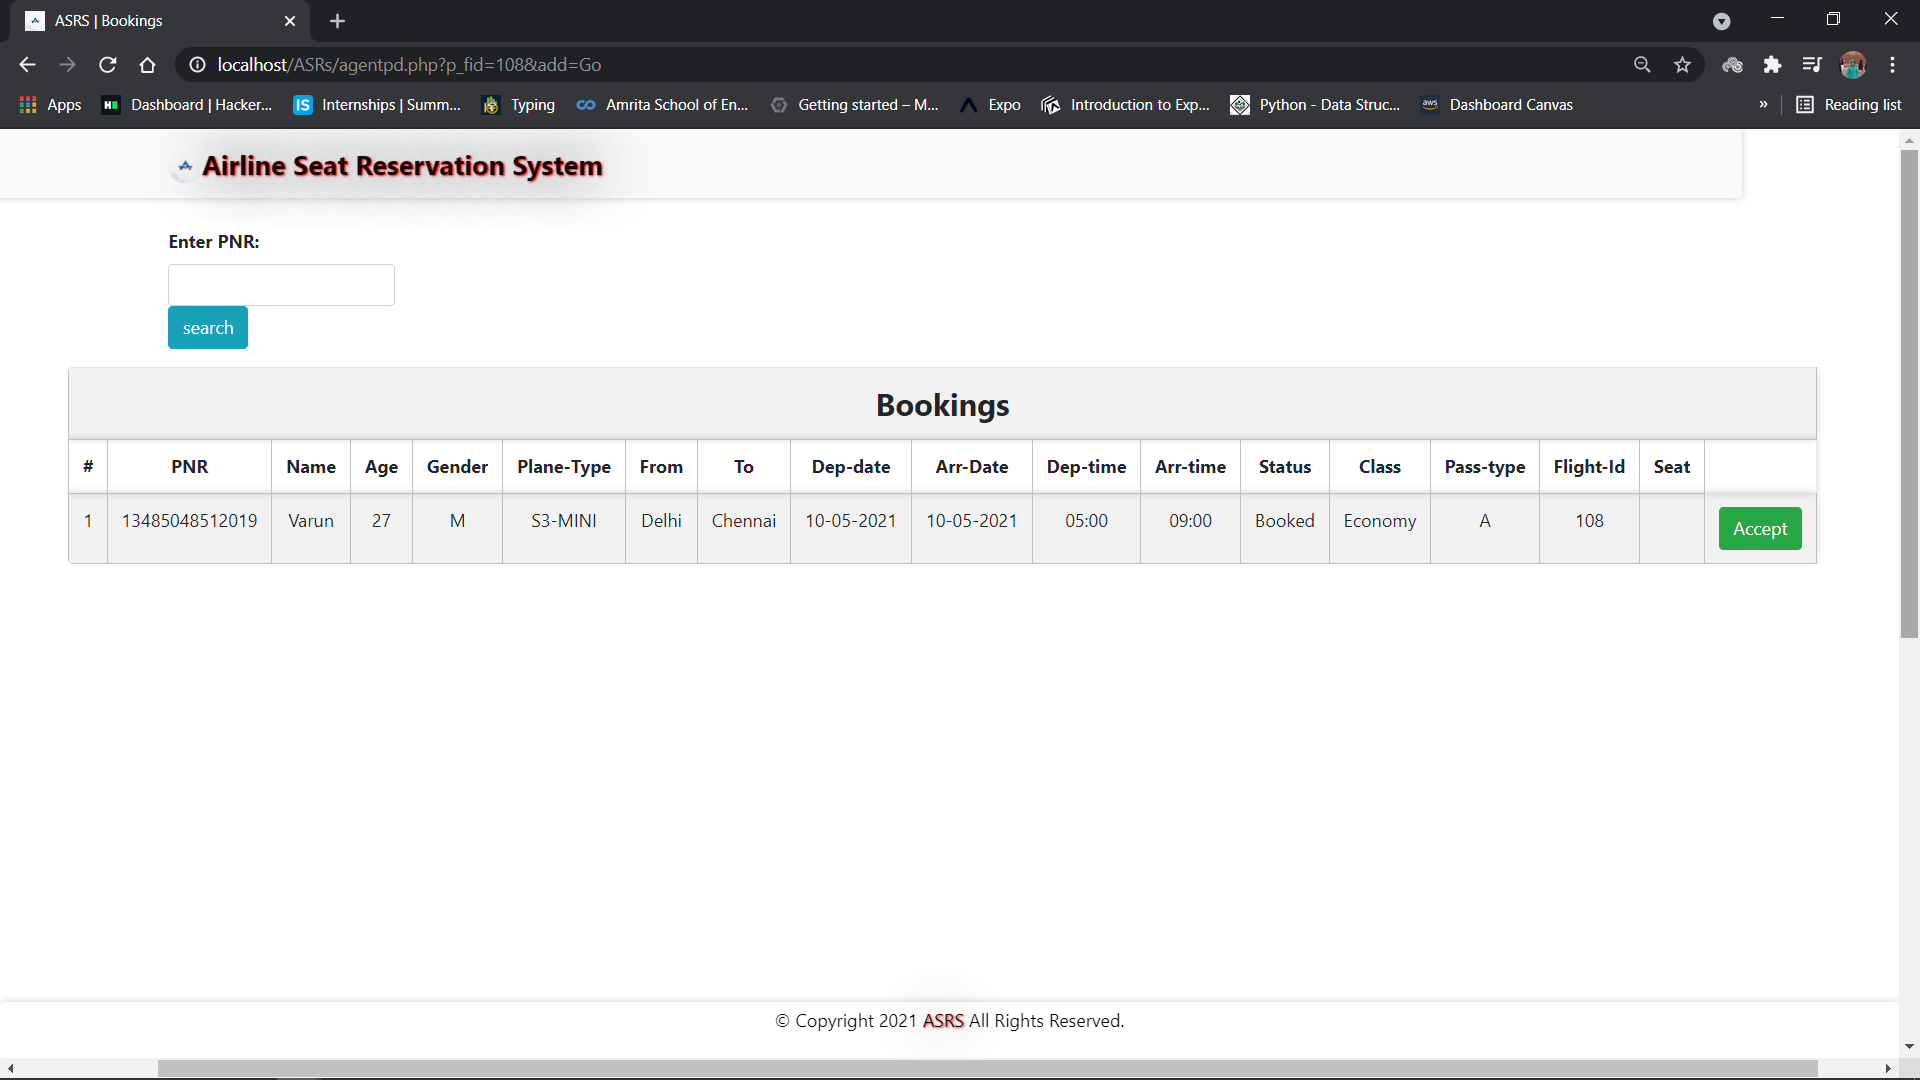 ASRS | Bookings
localhost/ASRs/agentpd.php?p_fid=108&add=Go
Apps Dashboard | Hacker... IS Internships | Summ... Typing Amrita School of En... Getting started – M... Expo Introduction to Exp... Python - Data Struc... aws Dashboard Canvas » Reading list
Airline Seat Reservation System
Enter PNR:
search
Bookings
# PNR Name Age Gender Plane-Type From To Dep-date Arr-Date Dep-time Arr-time Status Class Pass-type Flight-Id Seat
1 13485048512019 Varun 27 M S3-MINI Delhi Chennai 10-05-2021 10-05-2021 05:00 09:00 Booked Economy A 108 Accept
© Copyright 2021 ASRS All Rights Reserved.